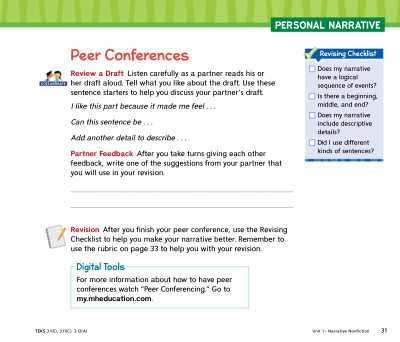 PERSONAL NARRATIVE
Peer Conferences
COLLABORATE
Review a Draft Listen carefully as a partner reads his or
her draft aloud. Tell what you like about the draft. Use these
sentence starters to help you discuss your partner's draft.
I like this part because it made me feel . . .
Can this sentence be . . .
Add another detail to describe . . .
Partner Feedback After you take turns giving each other
feedback, write one of the suggestions from your partner that
you will use in your revision.
Revision After you finish your peer conference, use the Revising
Checklist to help you make your narrative better. Remember to
use the rubric on page 33 to help you with your revision.
Digital Tools
For more information about how to have peer
conferences watch “Peer Conferencing.” Go to
my.mheducation.com.
Revising Checklist
Does my narrative
have a logical
sequence of events?
Is there a beginning,
middle, and end?
Does my narrative
include descriptive
details?
Did I use different
kinds of sentences?
Unit 1 • Narrative Nonfiction 31